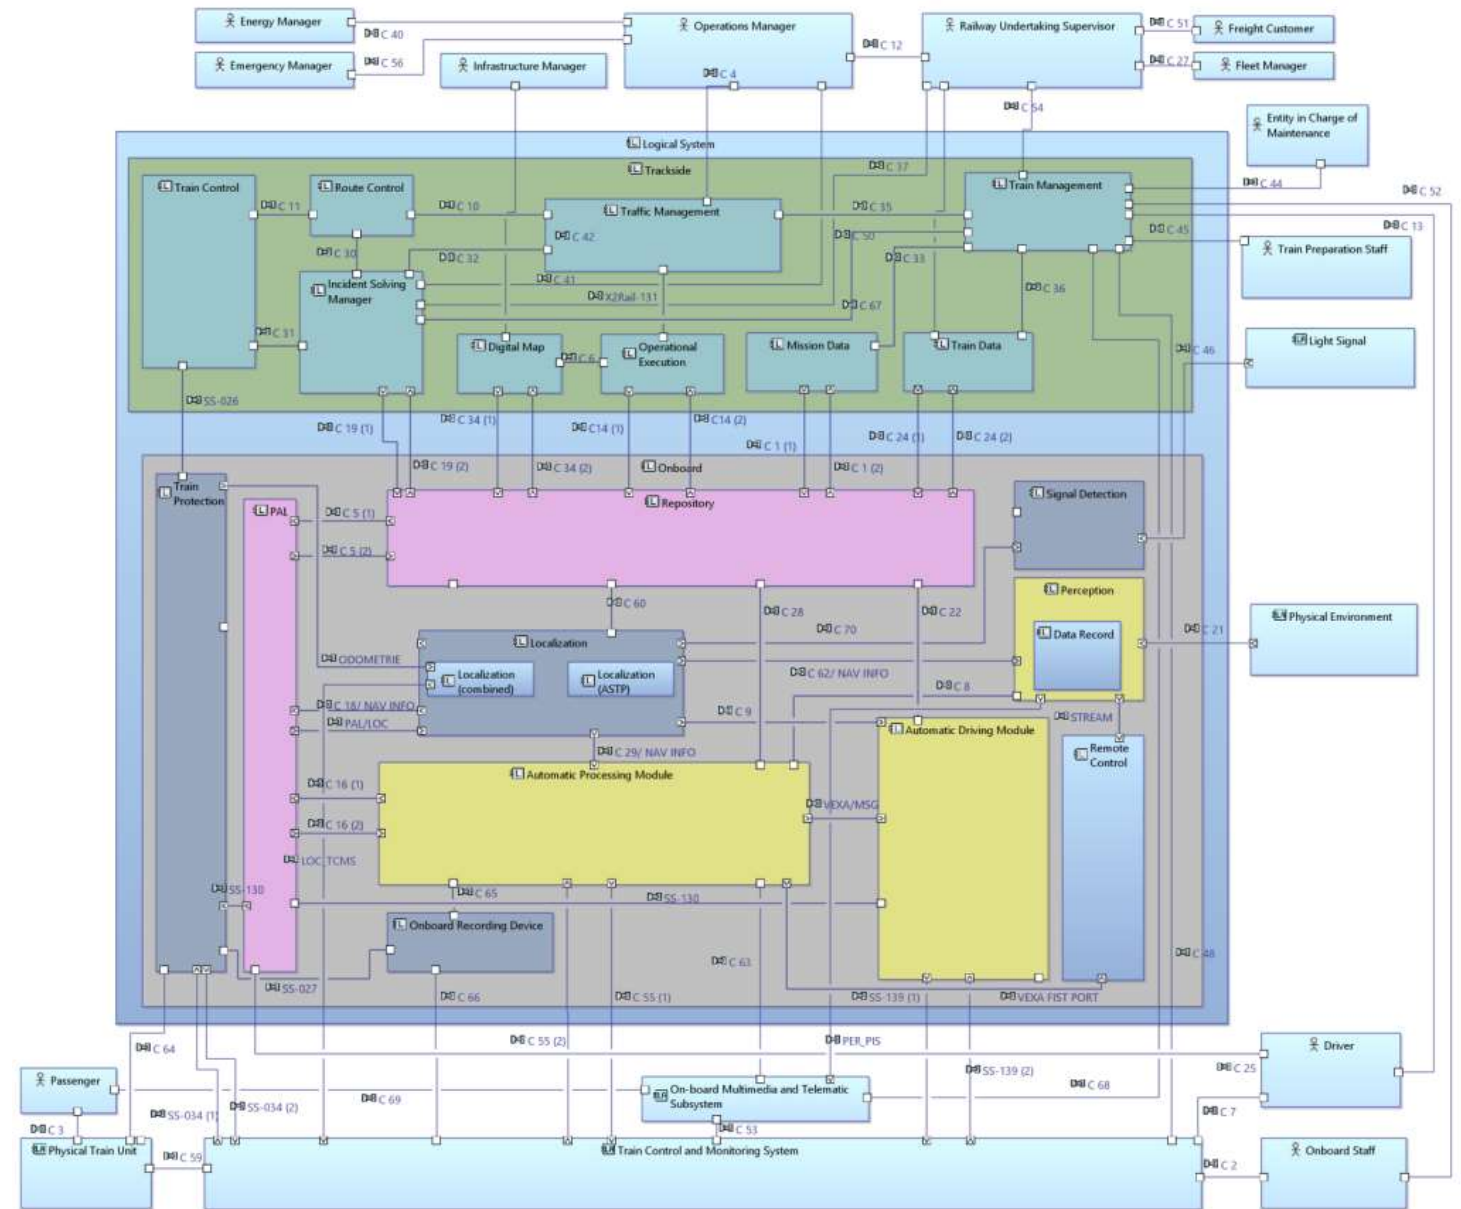 Energy Manager
Operations Manager
Railway Undertaking Supervisor
C 51
Freight Customer
C 40
C 12
Emergency Manager
C 56
Infrastructure Manager
C 4
C 27
Fleet Manager
C 54
Entity in Charge of
Maintenance
Logical System
Trackside
C 37
C 44
C 52
Train Control
Route Control
Train Management
C 11
C 10
Traffic Management
C 35
C 13
C 42
C 50
C 45
Train Preparation Staff
C 30
C 32
C 33
Incident Solving
Manager
C 41
X2Rail-131
C 67
C 36
C 31
Digital Map
C 6
Operational
Execution
Mission Data
Train Data
C 46
Light Signal
SS-026
C 19 (1)
C 34 (1)
C14 (1)
C14 (2)
C 1 (1)
C 24 (1)
C 24 (2)
C 19 (2)
C 34 (2)
Onboard
C 1 (2)
Train
Protection
PAL
C 5 (1)
Repository
Signal Detection
C 5 (2)
C 60
C 28
C 22
Perception
Physical Environment
C 70
Data Record
C 21
ODOMETRIE
Localization
Localization
(combined)
Localization
(ASTP)
C 62/ NAV INFO
C 8
C 18/ NAV INFO
PAL/LOC
C 9
STREAM
Automatic Driving Module
C 29/ NAV INFO
Remote
Control
Automatic Processing Module
C 16 (1)
VEXA/MSG
C 16 (2)
LOC_TCMS
SS-130
C 65
SS-130
Onboard Recording Device
C 63
C 48
SS-027
C 66
C 55 (1)
SS-139 (1)
VEXA FIST PORT
C 64
C 55 (2)
PER_PIS
Driver
Passenger
On-board Multimedia and Telematic
Subsystem
SS-139 (2)
C 68
C 25
SS-034 (1)
SS-034 (2)
C 69
C 7
C 3
C 53
Physical Train Unit
C 59
Train Control and Monitoring System
C 2
Onboard Staff